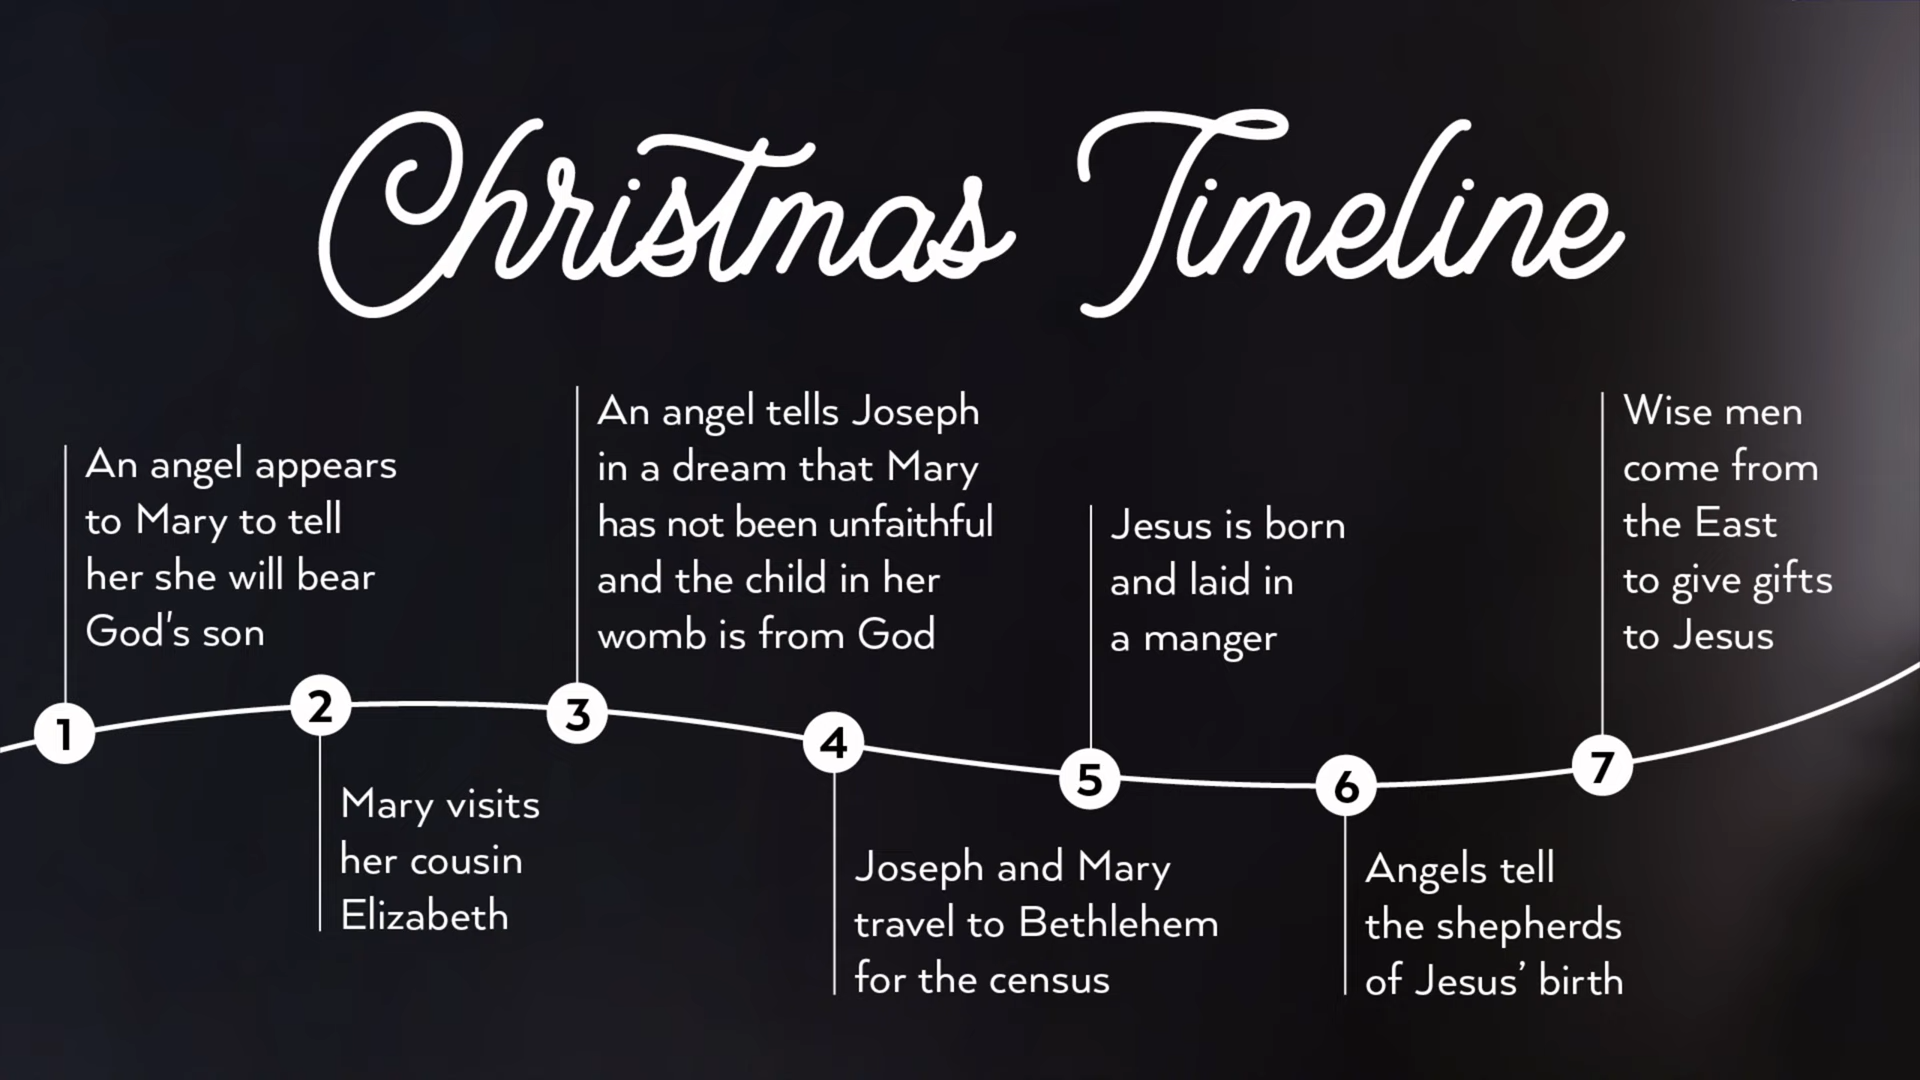 Christmas Timeline
1
An angel appears
to Mary to tell
her she will bear
God's son
2
Mary visits
her cousin
Elizabeth
3
An angel tells Joseph
in a dream that Mary
has not been unfaithful
and the child in her
womb is from God
4
Joseph and Mary
travel to Bethlehem
for the census
5
Jesus is born
and laid in
a manger
6
Angels tell
the shepherds
of Jesus’ birth
7
Wise men
come from
the East
to give gifts
to Jesus